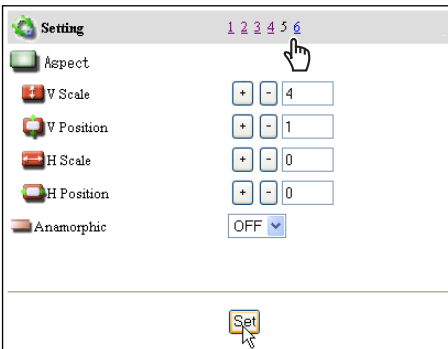 Setting 1 2 3 4 5 6
Aspect
V Scale + - 4
V Position + - 1
H Scale + - 0
H Position + - 0
Anamorphic OFF
Set